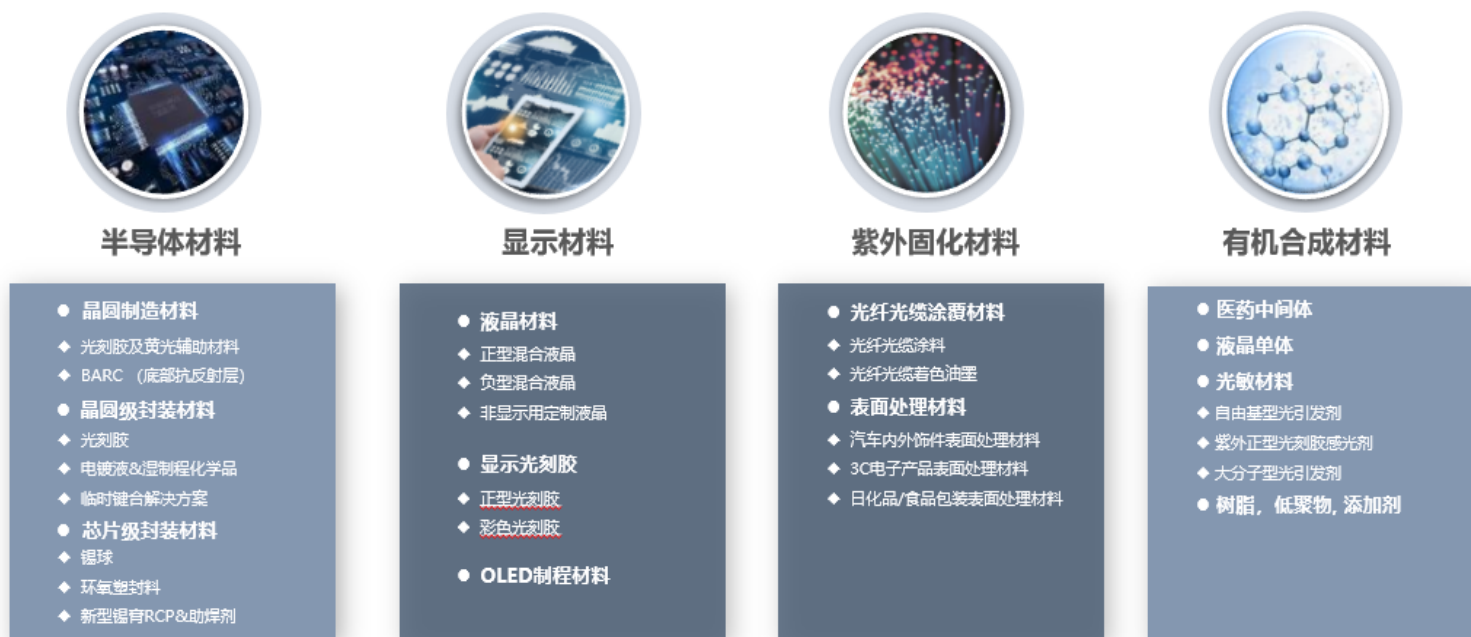 半导体材料
晶圆制造材料
光刻胶及黄光辅助材料
BARC （底部抗反射层）
晶圆级封装材料
光刻胶
电镀液&湿制程化学品
临时键合解决方案
芯片级封装材料
锡球
环氧塑封料
新型锡膏RCP&助焊剂
显示材料
液晶材料
正型混合液晶
负型混合液晶
非显示用定制液晶
显示光刻胶
正型光刻胶
彩色光刻胶
OLED制程材料
紫外固化材料
光纤光缆涂覆材料
光纤光缆涂料
光纤光缆着色油墨
表面处理材料
汽车内外饰件表面处理材料
3C电子产品表面处理材料
日化品/食品包装表面处理材料
有机合成材料
医药中间体
液晶单体
光敏材料
自由基型光引发剂
紫外正型光刻胶感光剂
大分子型光引发剂
树脂，低聚物, 添加剂